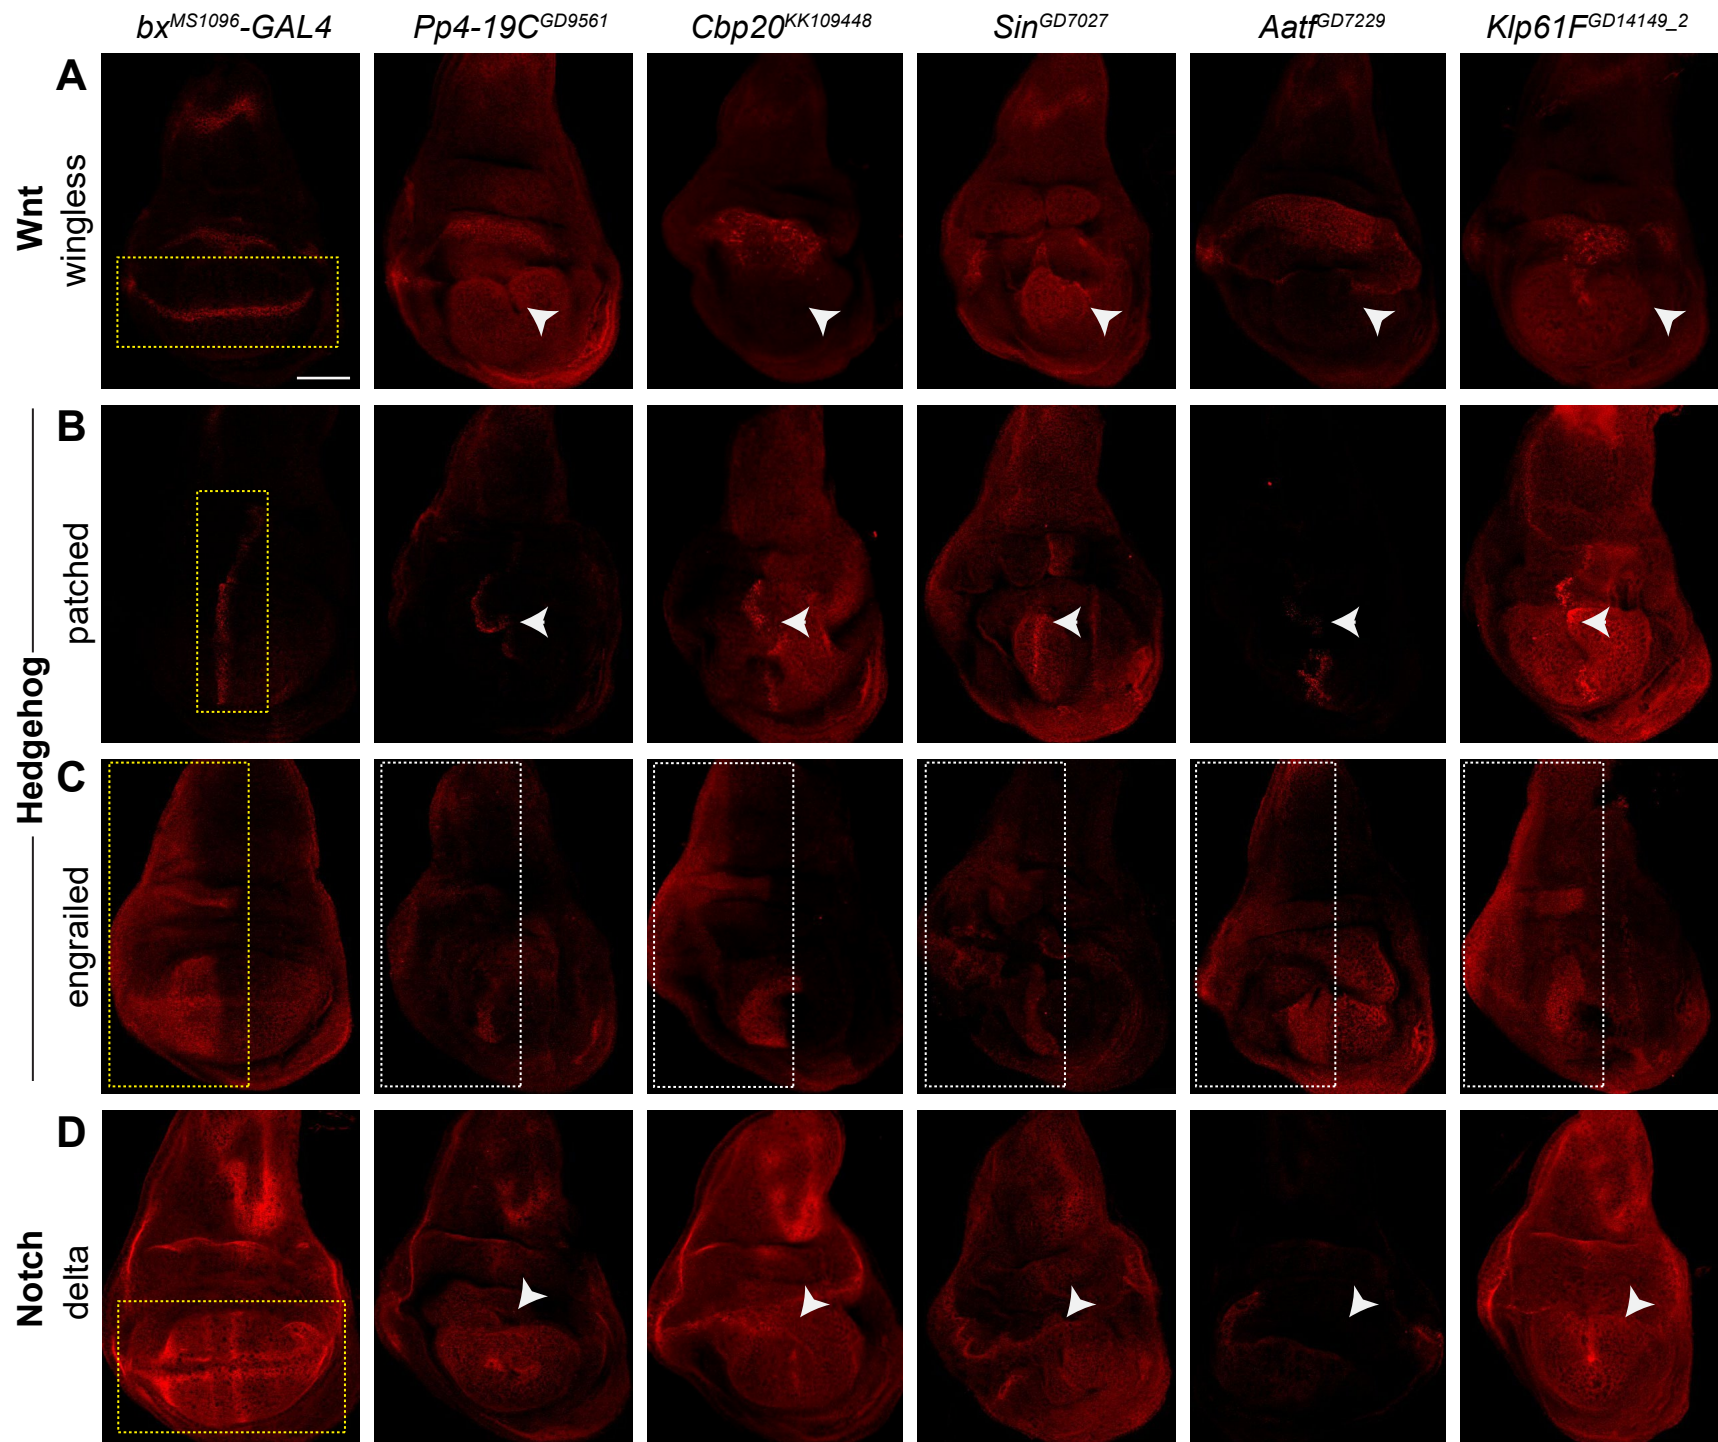 bxMS1096-GAL4 Pp4-19CGD9561 Cbp20KK109448 SinGD7027 AatfGD7229 Klp61FGD14149_2
A
Wnt
wingless
B
Hedgehog
patched
C
engrailed
D
Notch
delta